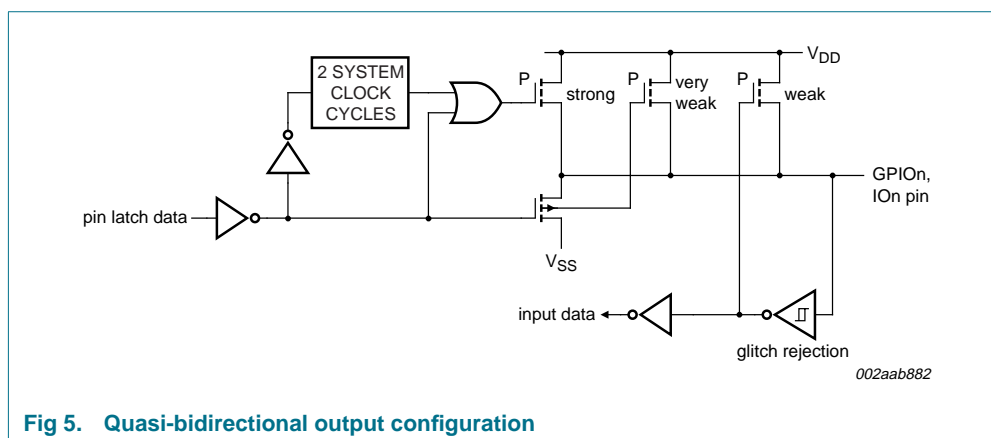 2 SYSTEM
CLOCK
CYCLES
P
strong
P
very
weak
P
weak
VDD
GPIOn,
IOn pin
pin latch data
VSS
input data
glitch rejection
002aab882
Fig 5. Quasi-bidirectional output configuration